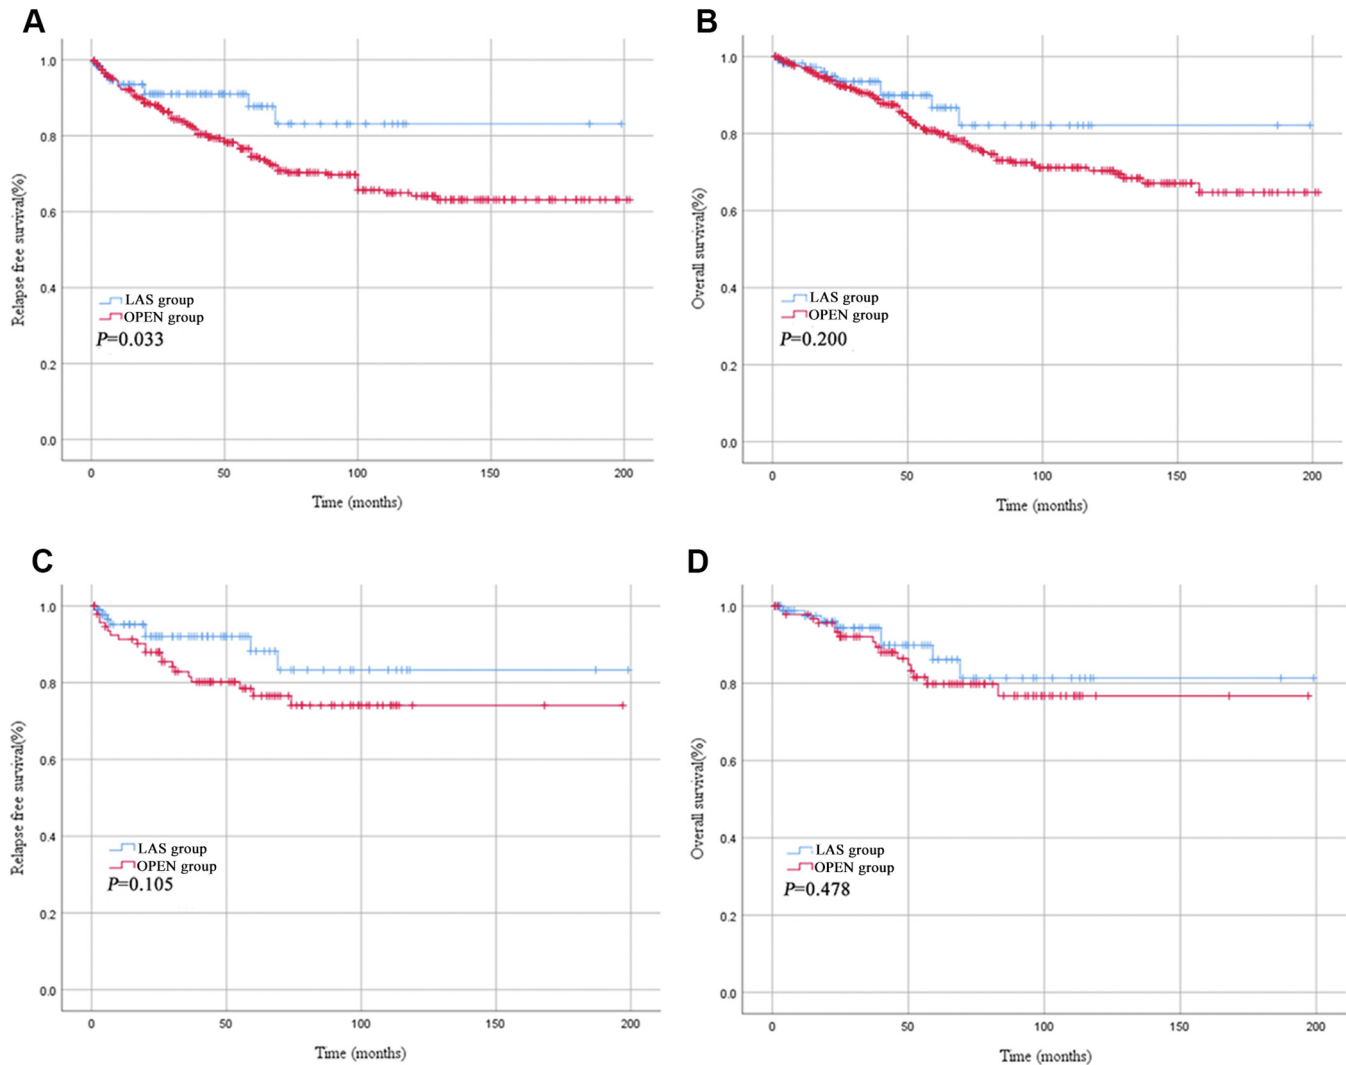 A
Relapse free survival(%)
1.0
0.8
0.6
0.4
0.2
0.0
LAS group
OPEN group
P=0.033
0 50 100 150 200
Time (months)
B
Overall survival(%)
1.0
0.8
0.6
0.4
0.2
0.0
LAS group
OPEN group
P=0.200
0 50 100 150 200
Time (months)
C
Relapse free survival(%)
1.0
0.8
0.6
0.4
0.2
0.0
LAS group
OPEN group
P=0.105
0 50 100 150 200
Time (months)
D
Overall survival(%)
1.0
0.8
0.6
0.4
0.2
0.0
LAS group
OPEN group
P=0.478
0 50 100 150 200
Time (months)